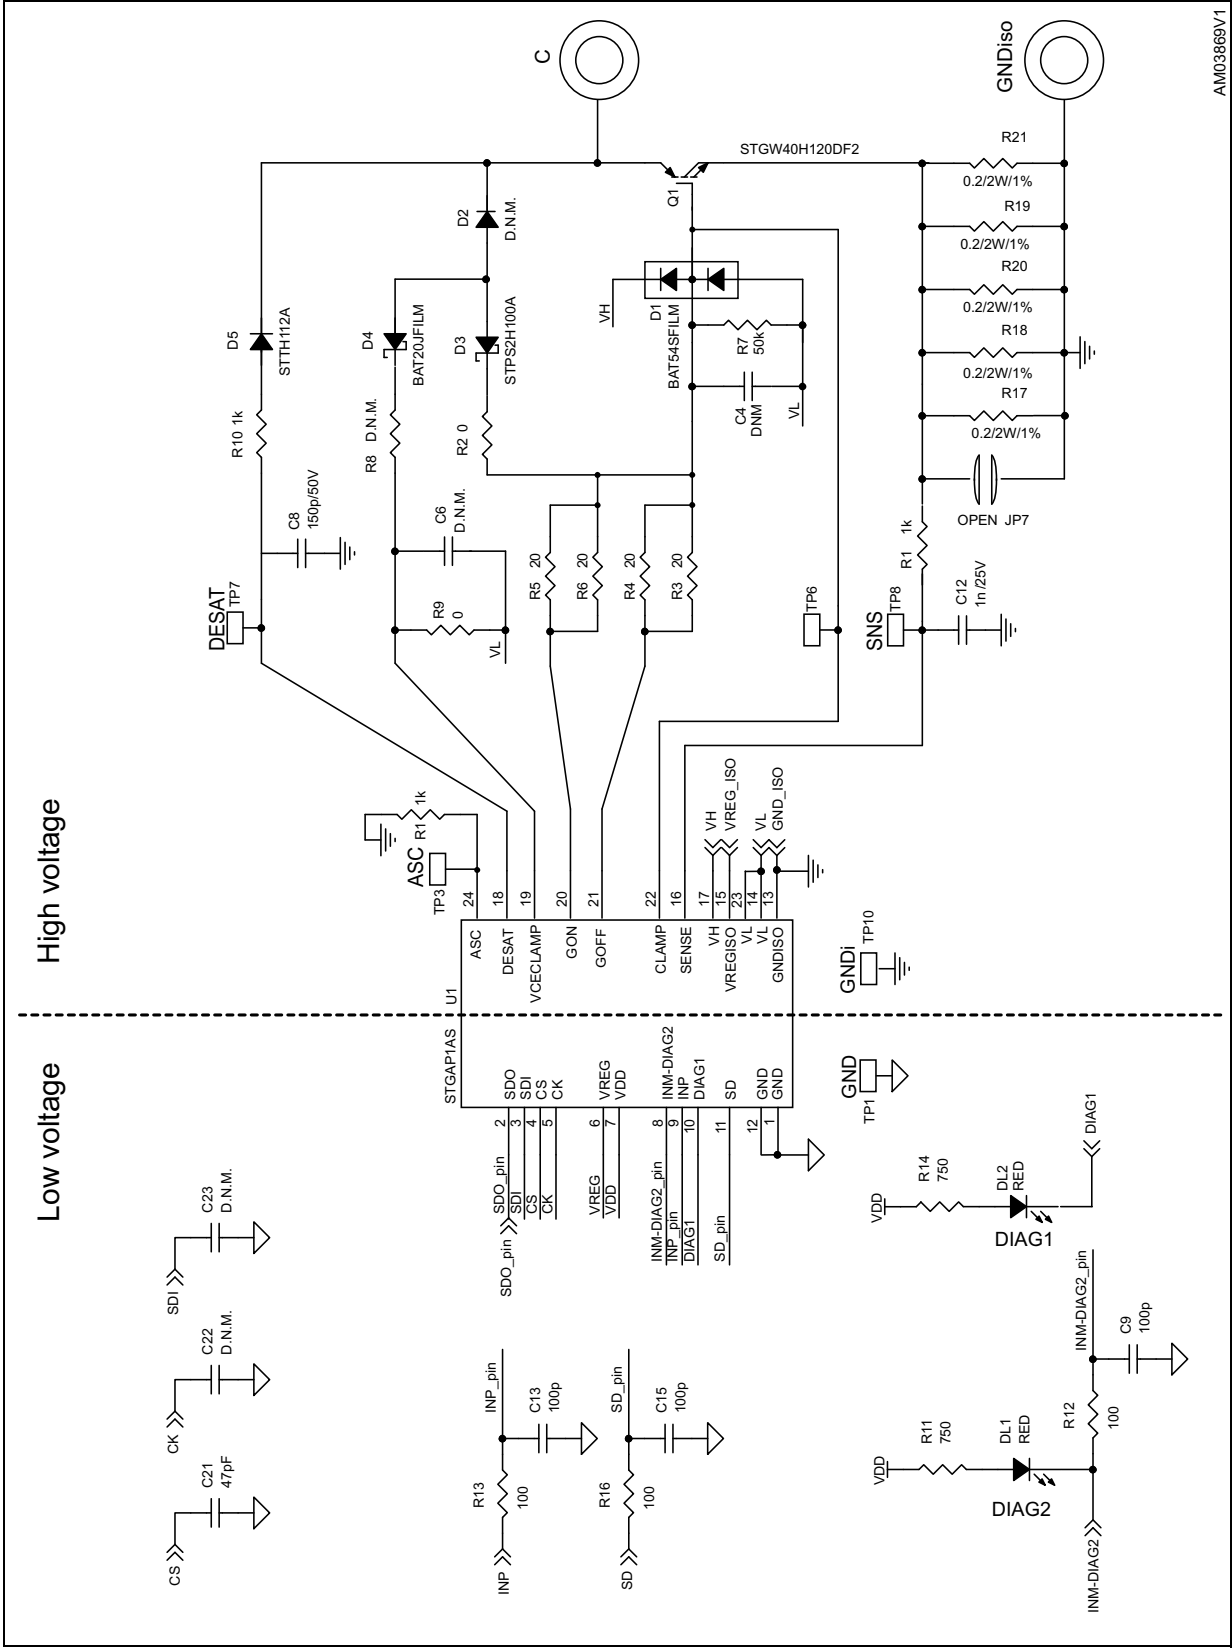 AM03869V1
C
GNDiso
R21
0.2/2W/1%
R19
0.2/2W/1%
R20
0.2/2W/1%
R18
0.2/2W/1%
R17
0.2/2W/1%
OPEN JP7
STGW40H120DF2
Q1
D2
D.N.M.
D5
STTH112A
D4
BAT20JFILM
D3
STPS2H100A
VH
D1
BAT54SFILM
R7
50k
C4
DNM
VL
R10 1k
R8 D.N.M.
R2 0
C8
150p/50V
C6
D.N.M.
R9
0
VL
DESAT
TP7
R5 20
R6 20
R4 20
R3 20
TP6
R1 1k
SNS
TP8
C12
1n /25V
High voltage
R1 1k
ASC
TP3
24
18
19
20
21
22
16
17
15
23
14
13
VH
VREG_ISO
VL
GND_ISO
ASC
DESAT
VCECLAMP
GON
GOFF
CLAMP
SENSE
VH
VREGISO
VL
VL
GNDISO
U1
STGAP1AS
GNDi
TP10
Low voltage
SDO
SDI
CS
CK
VREG
VDD
INM-DIAG2
INP
DIAG1
SD
GND
GND
2
3
4
5
6
7
8
9
10
11
12
1
SDO_pin
SDI
CS
CK
VREG
VDD
INM-DIAG2_pin
INP_pin
DIAG1
SD_pin
SDO_pin
GND
TP1
C23
D.N.M.
SDI
C22
D.N.M.
CK
C21
47pF
CS
INP_pin
C13
100p
R13
100
INP
SD_pin
C15
100p
R16
100
SD
VDD
R14
750
DL2
RED
DIAG1
DIAG1
VDD
R11
750
DL1
RED
DIAG2
INM-DIAG2_pin
C9
100p
R12
100
INM-DIAG2